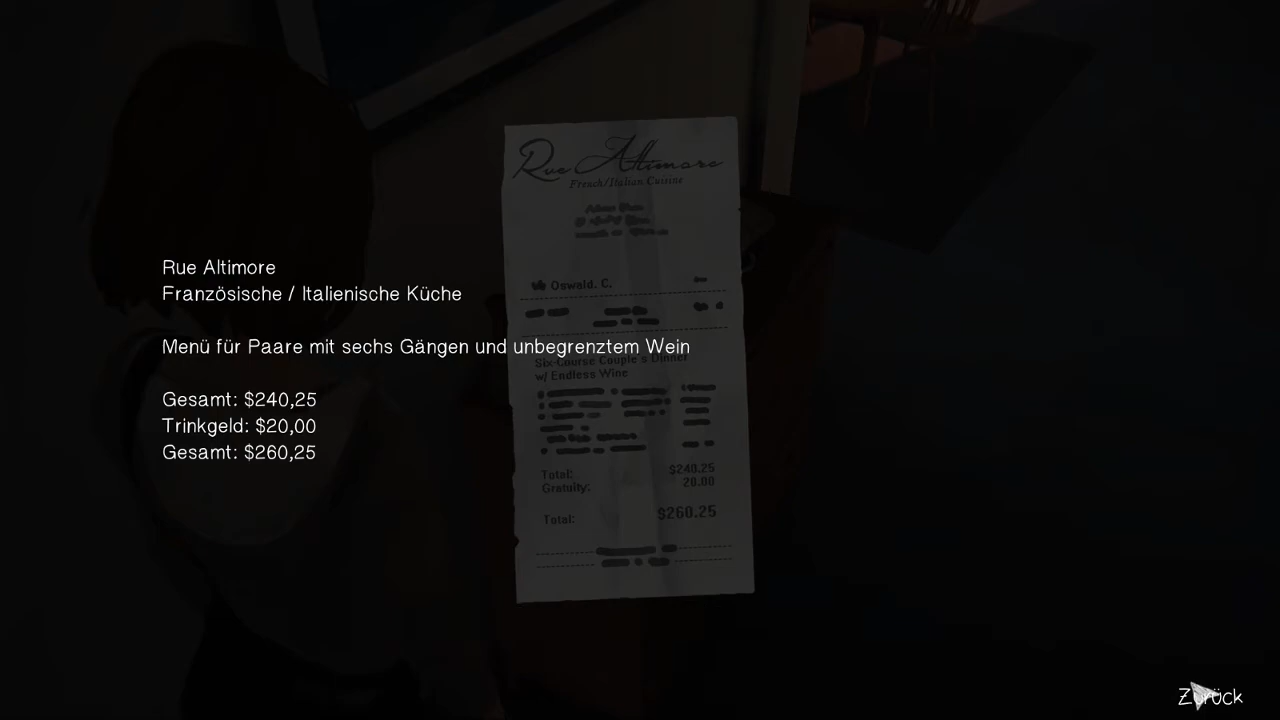 Rue Altimore
French/Italian Cuisine
Oswald. C.
Rue Altimore
Französische / Italienische Küche
Menü für Paare mit sechs Gängen und unbegrenztem Wein
Six-Course Couple's Dinner
w/ Endless Wine
Gesamt: $240,25
Trinkgeld: $20,00
Gesamt: $260,25
Total: $240.25
Gratuity: 20.00
Total: $260.25
Zurück